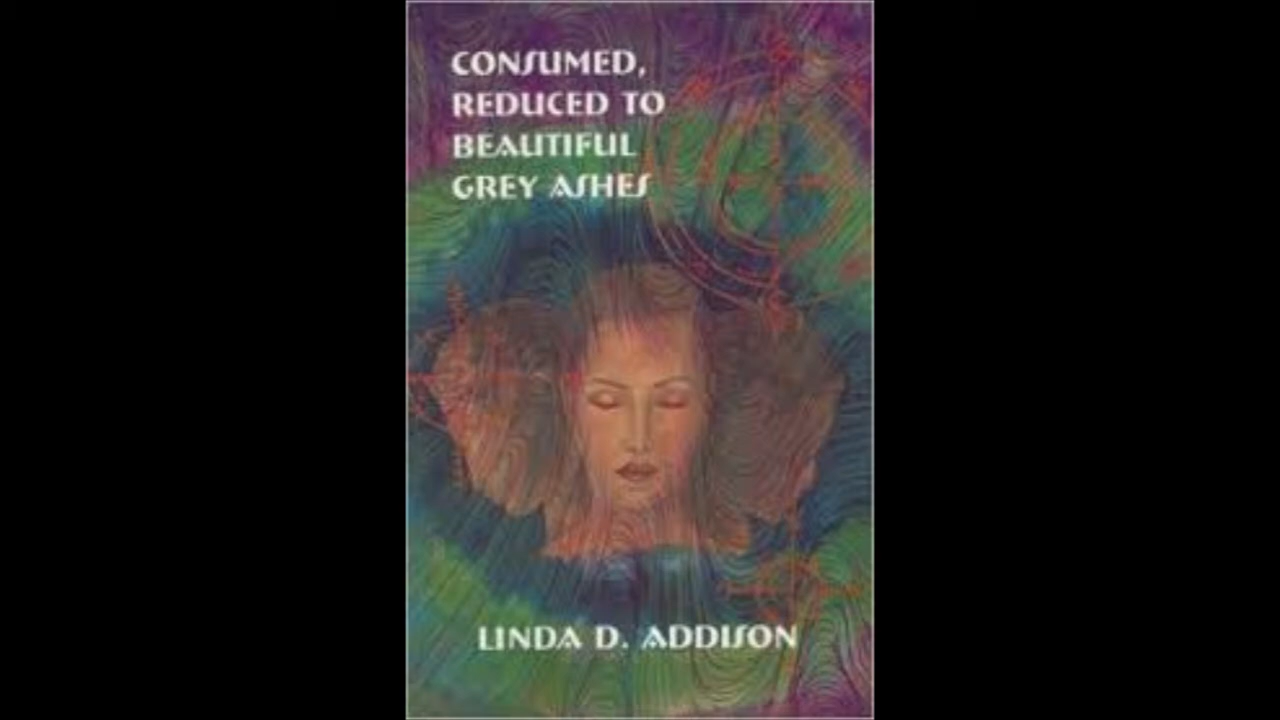 CONSUMED,
REDUCED TO
BEAUTIFUL
GREY ASHES
LINDA D. ADDISON